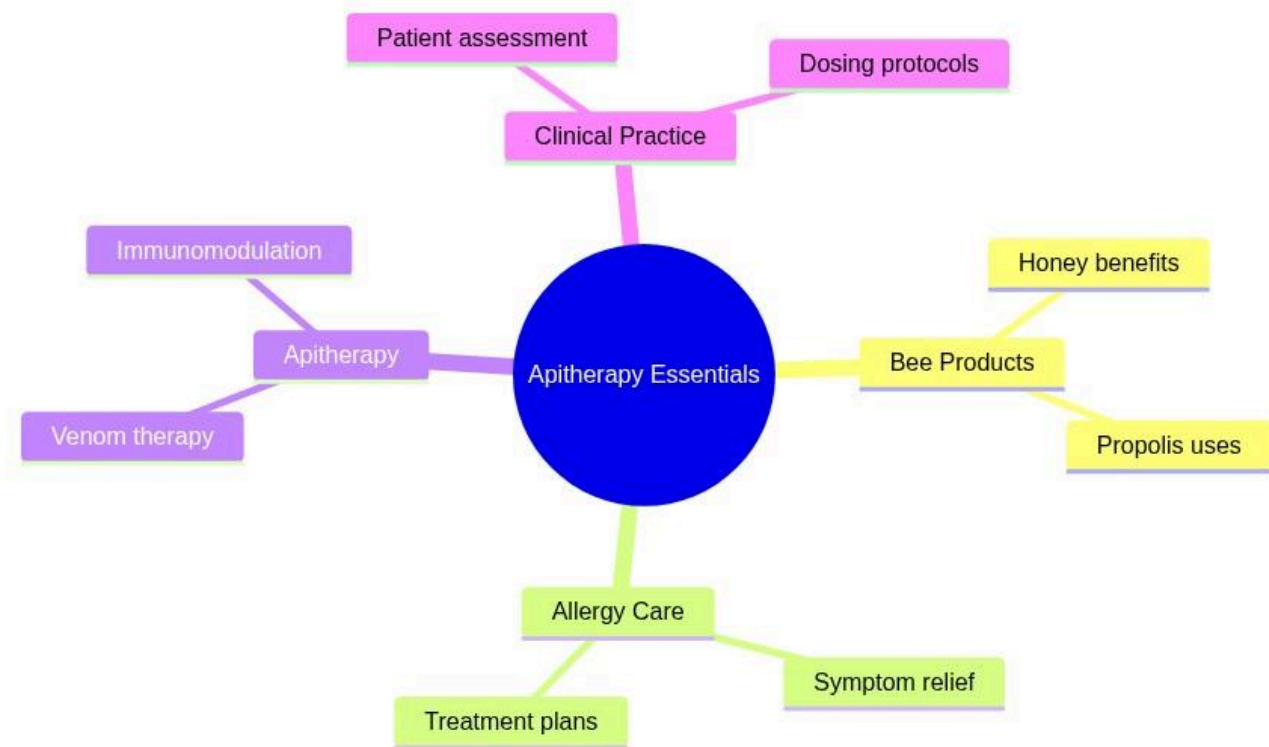 Patient assessment
Dosing protocols
Clinical Practice
Immunomodulation
Honey benefits
Apitherapy
Bee Products
Apitherapy Essentials
Venom therapy
Propolis uses
Allergy Care
Symptom relief
Treatment plans